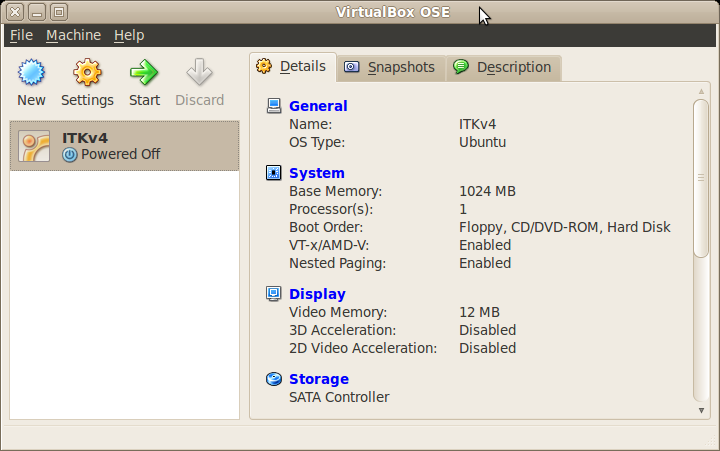 VirtualBox OSE
File Machine Help
New Settings Start Discard
Details Snapshots Description
ITKv4
Powered Off
General
Name: ITKv4
OS Type: Ubuntu
System
Base Memory: 1024 MB
Processor(s): 1
Boot Order: Floppy, CD/DVD-ROM, Hard Disk
VT-x/AMD-V: Enabled
Nested Paging: Enabled
Display
Video Memory: 12 MB
3D Acceleration: Disabled
2D Video Acceleration: Disabled
Storage
SATA Controller